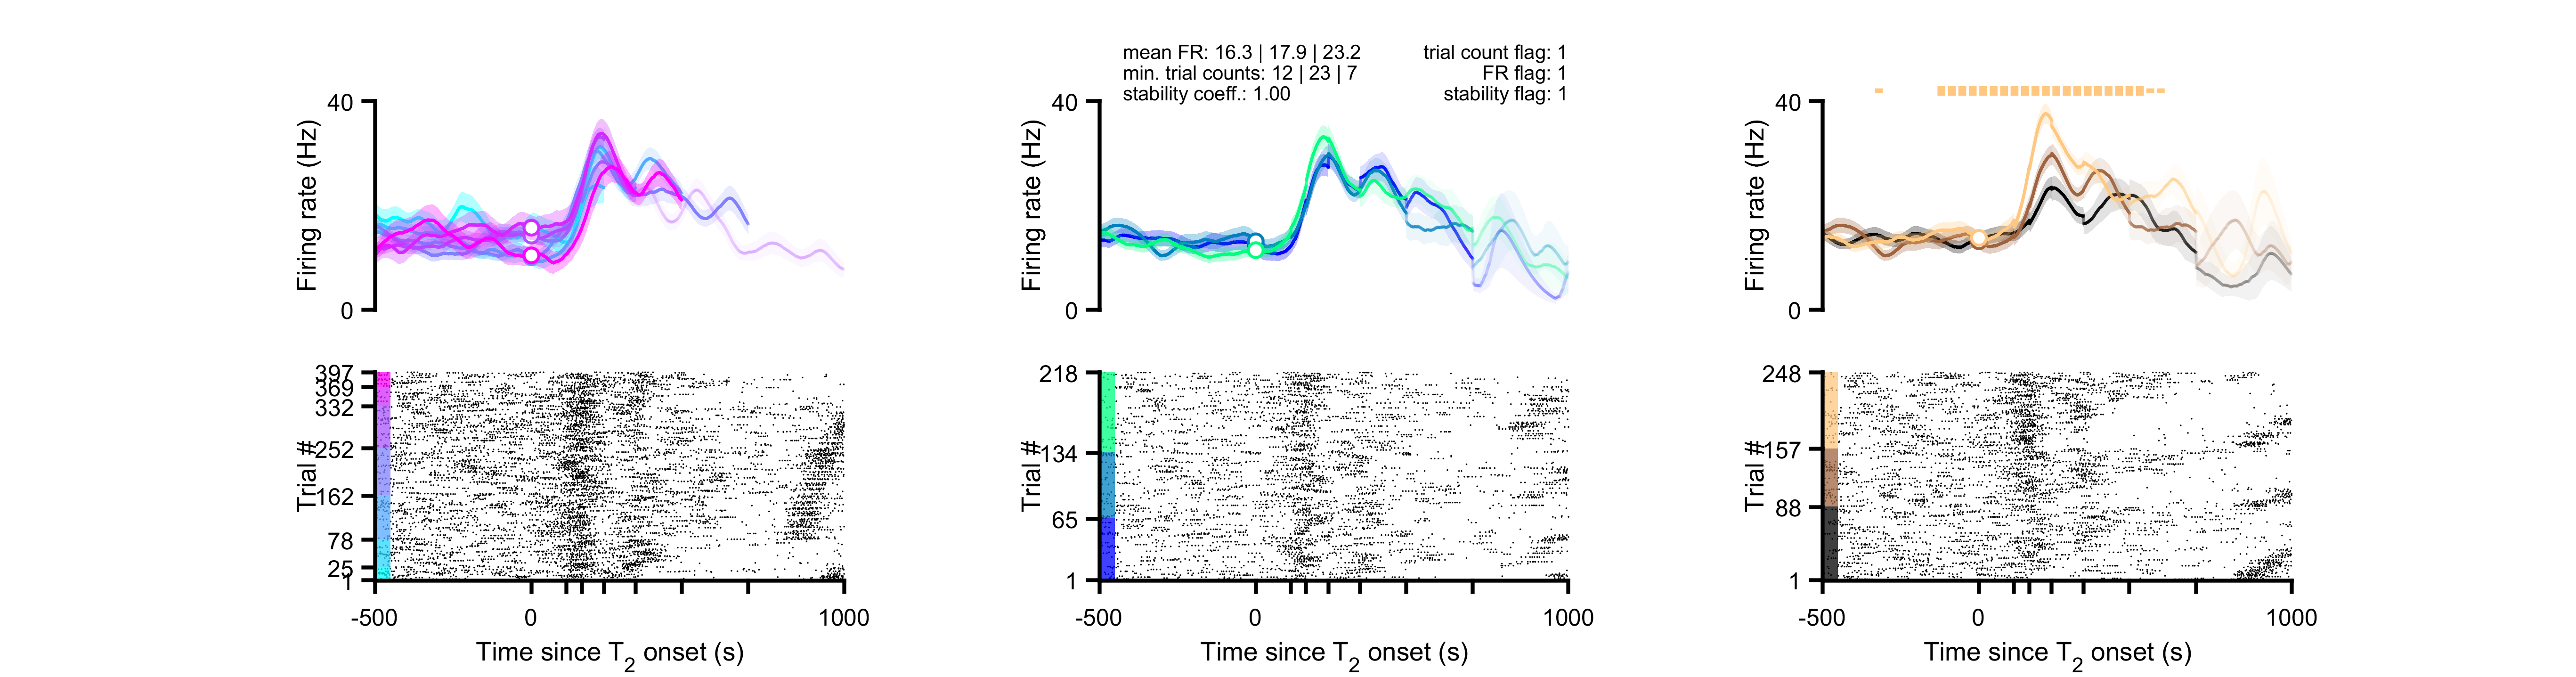 mean FR: 16.3 | 17.9 | 23.2
min. trial counts: 12 | 23 | 7
stability coeff.: 1.00
trial count flag: 1
FR flag: 1
stability flag: 1
40
Firing rate (Hz)
0
40
Firing rate (Hz)
0
40
Firing rate (Hz)
0
397
369
332
252
162
78
25
1
Trial #
-500
0
1000
Time since T2 onset (s)
218
134
65
1
Trial #
-500
0
1000
Time since T2 onset (s)
248
157
88
1
Trial #
-500
0
1000
Time since T2 onset (s)